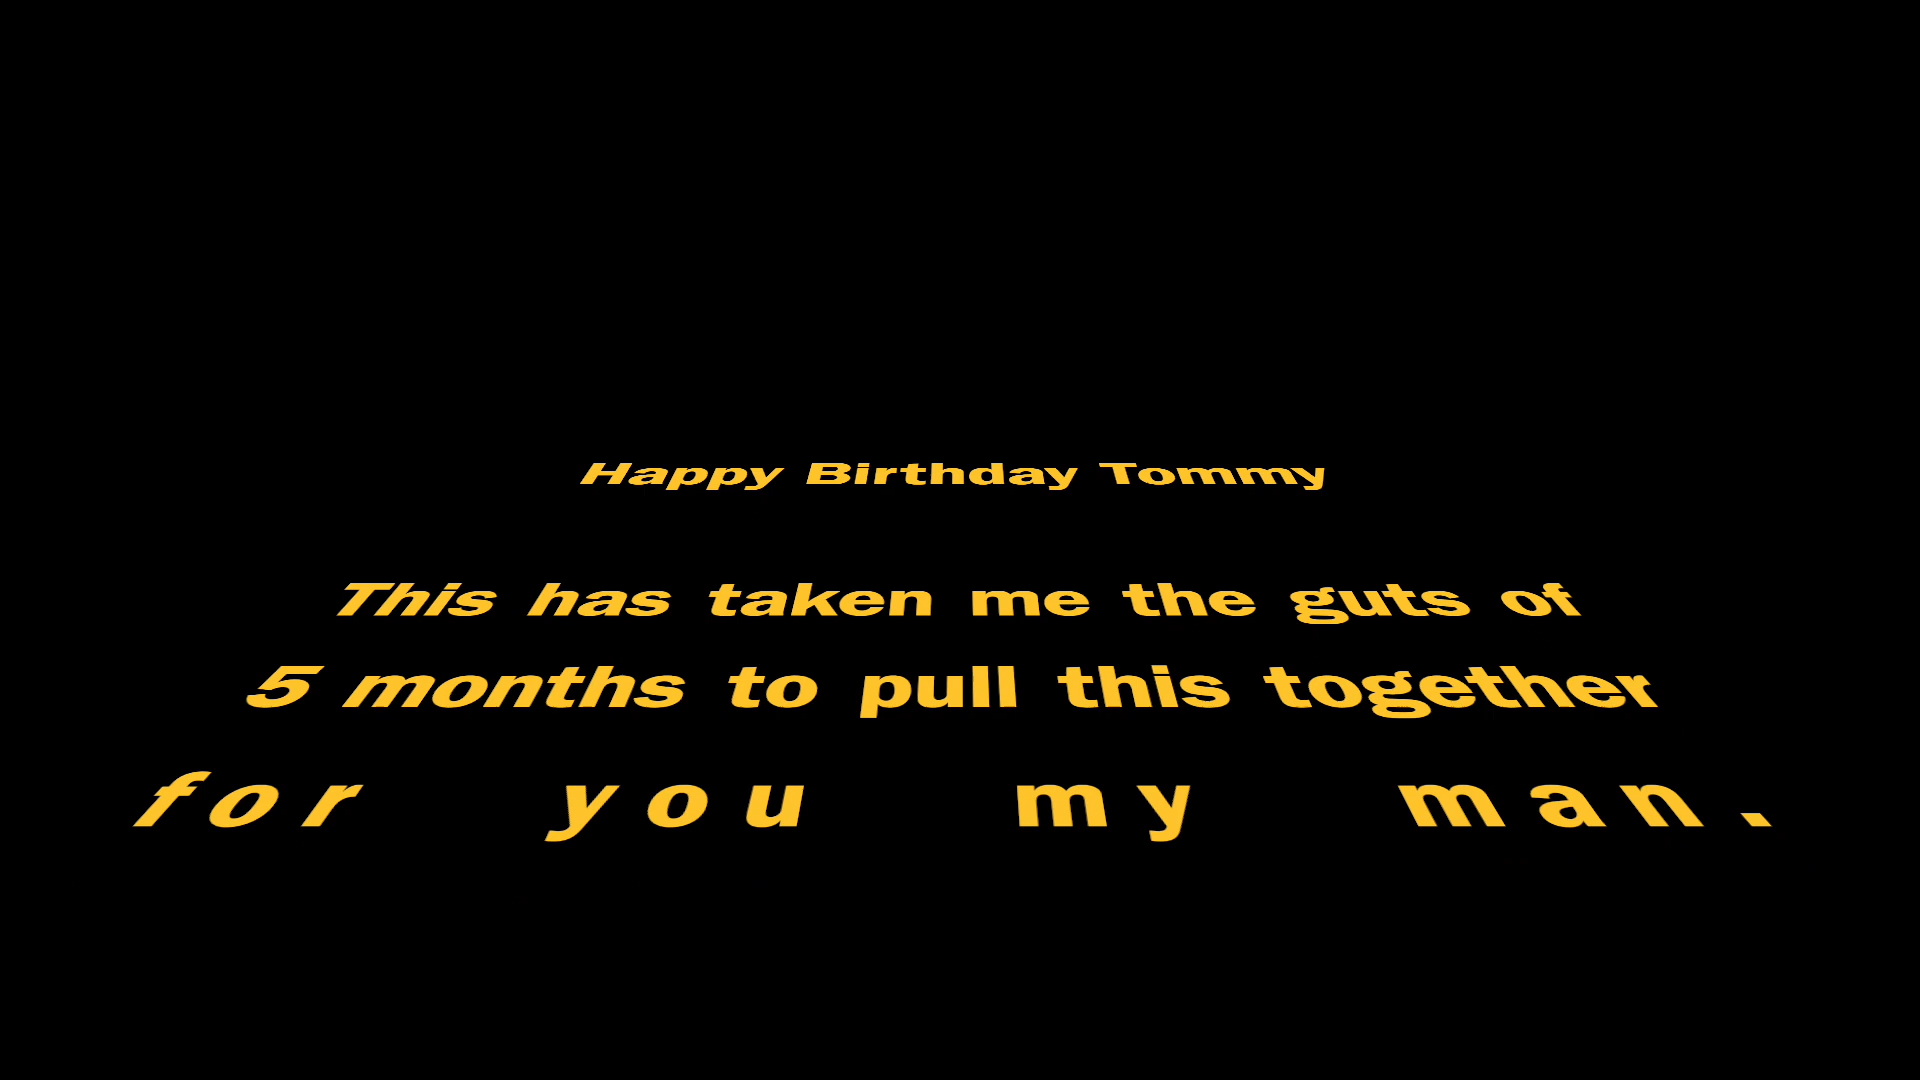 Happy Birthday Tommy
This has taken me the guts of
5 months to pull this together
for you my man.